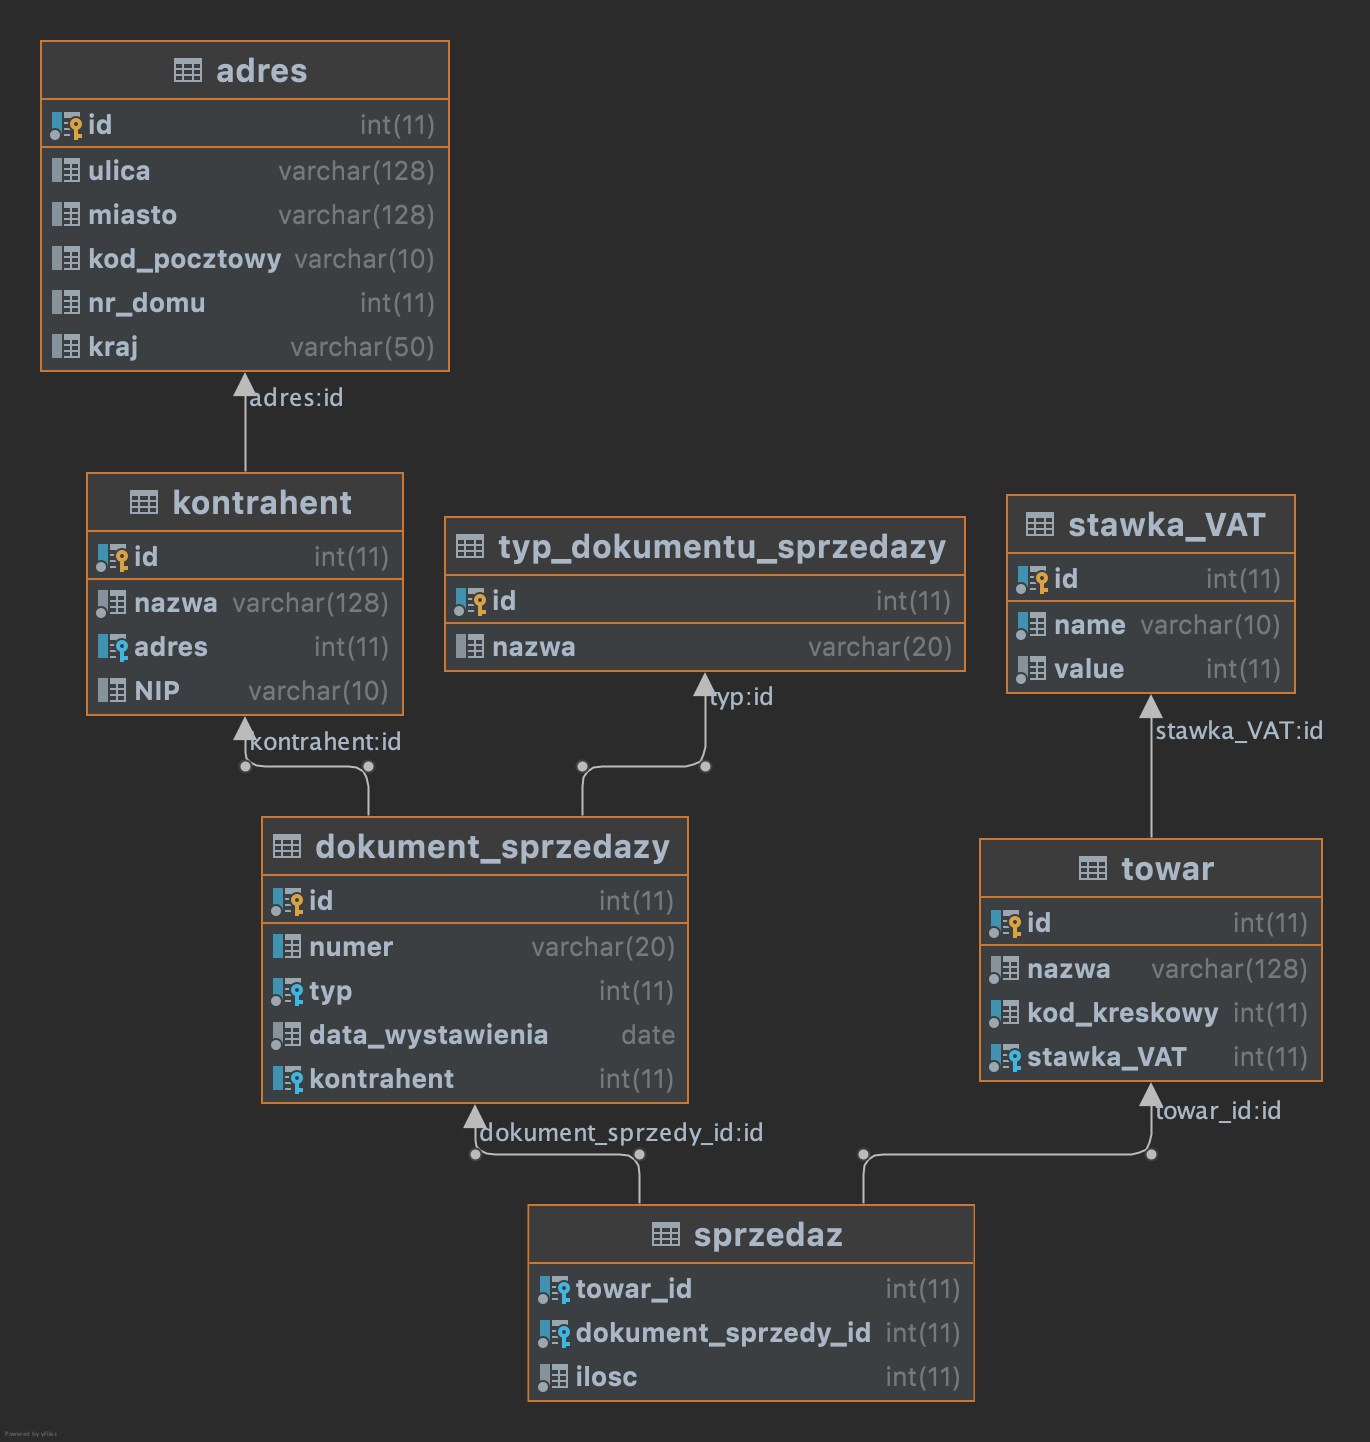 adres
id int(11)
ulica varchar(128)
miasto varchar(128)
kod_pocztowy varchar(10)
nr_domu int(11)
kraj varchar(50)
adres:id
kontrahent
id int(11)
nazwa varchar(128)
adres int(11)
NIP varchar(10)
kontrahent:id
typ_dokumentu_sprzedazy
id int(11)
nazwa varchar(20)
typ:id
stawka_VAT
id int(11)
name varchar(10)
value int(11)
stawka_VAT:id
dokument_sprzedazy
id int(11)
numer varchar(20)
typ int(11)
data_wystawienia date
kontrahent int(11)
dokument_sprzedy_id:id
towar
id int(11)
nazwa varchar(128)
kod_kreskowy int(11)
stawka_VAT int(11)
towar_id:id
sprzedaz
towar_id int(11)
dokument_sprzedy_id int(11)
ilosc int(11)
Powered by yFiles